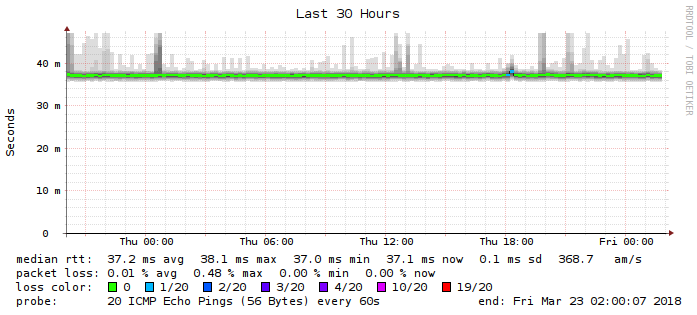 Last 30 Hours
RRDTOOL / TOBI OETIKER
Seconds
40 m
30 m
20 m
10 m
0
Thu 00:00 Thu 06:00 Thu 12:00 Thu 18:00 Fri 00:00
median rtt: 37.2 ms avg 38.1 ms max 37.0 ms min 37.1 ms now 0.1 ms sd 368.7 am/s
packet loss: 0.01 % avg 0.48 % max 0.00 % min 0.00 % now
loss color: 0 1/20 2/20 3/20 4/20 10/20 19/20
probe: 20 ICMP Echo Pings (56 Bytes) every 60s end: Fri Mar 23 02:00:07 2018